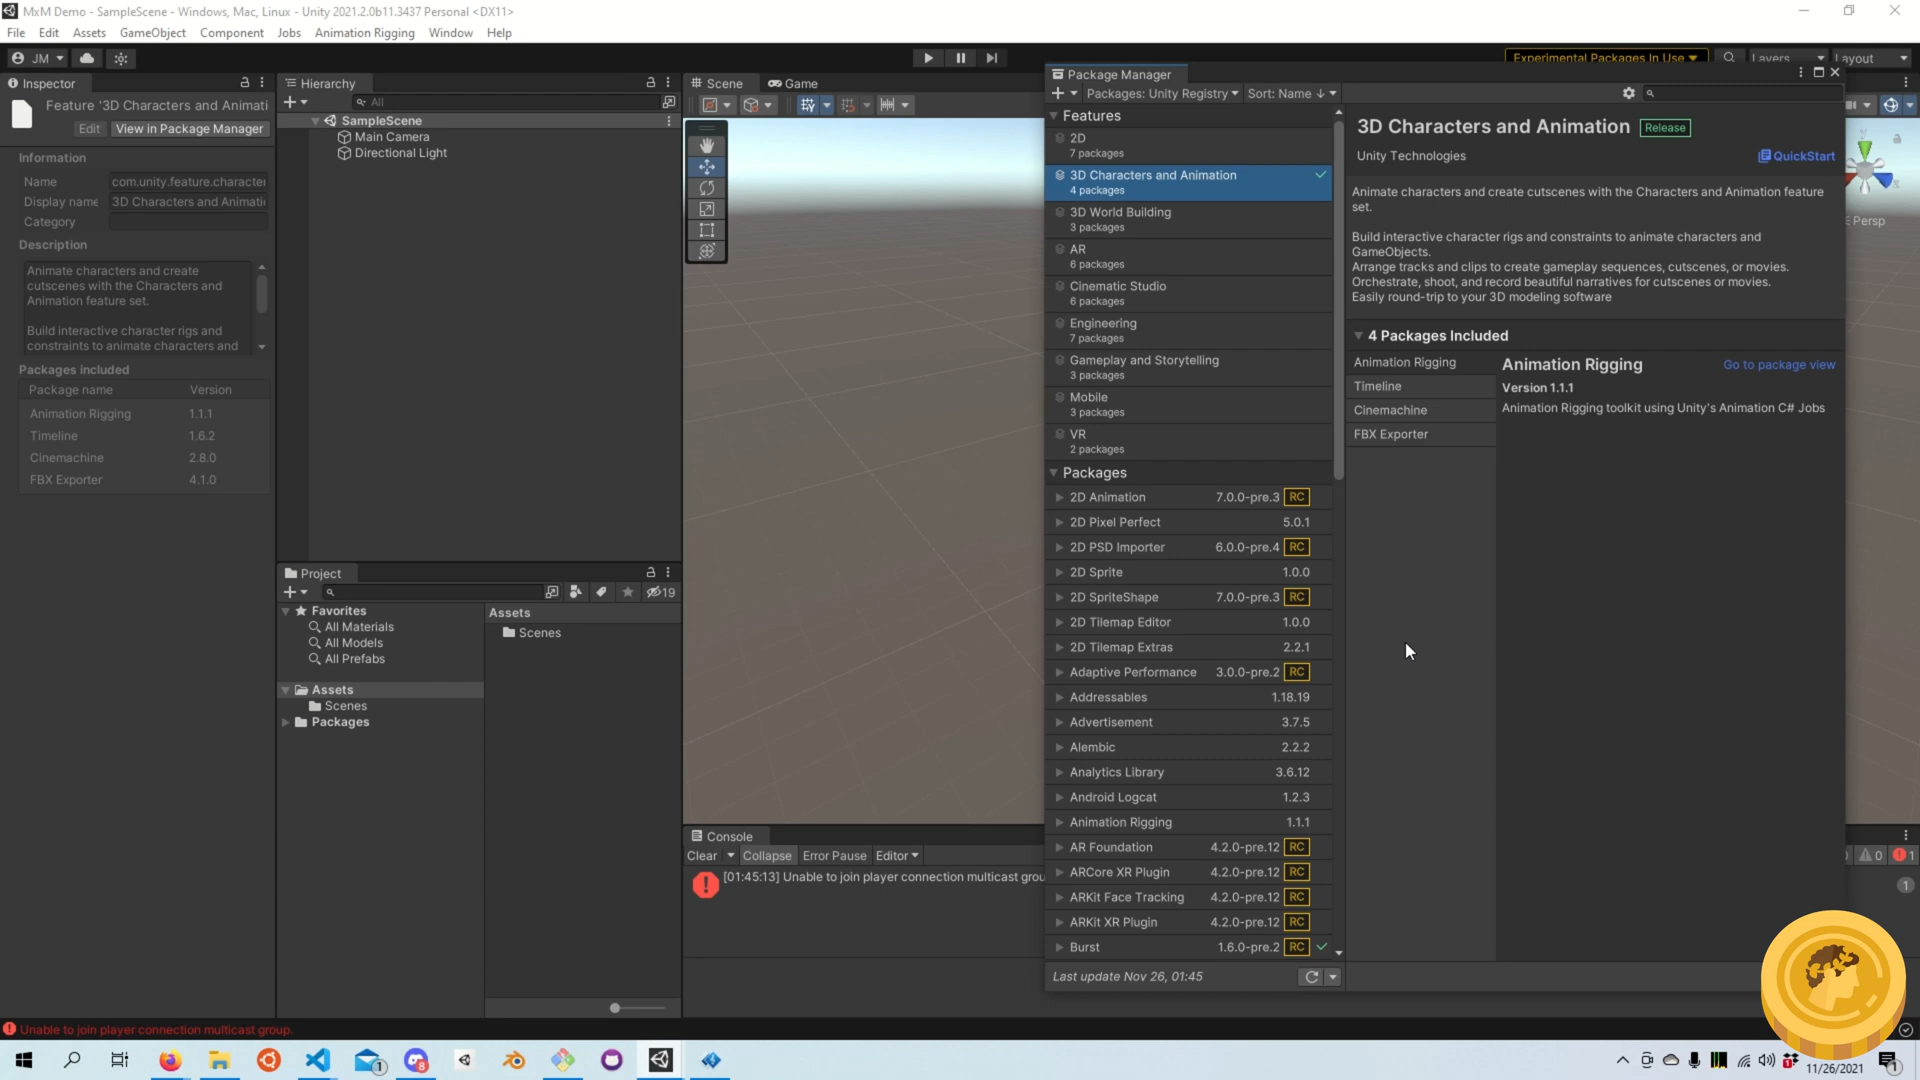 MxM Demo - SampleScene - Windows, Mac, Linux - Unity 2021.2.0b11.3437 Personal <DX11>
File Edit Assets GameObject Component Jobs Animation Rigging Window Help
JM
Experimental Packages In Use
Layers
Layout
Inspector
Feature '3D Characters and Animati
Edit
View in Package Manager
Information
Name com.unity.feature.character
Display name 3D Characters and Animati
Category
Description
Animate characters and create
cutscenes with the Characters and
Animation feature set.
Build interactive character rigs and
constraints to animate characters and
Packages included
Package name Version
Animation Rigging 1.1.1
Timeline 1.6.2
Cinemachine 2.8.0
FBX Exporter 4.1.0
Hierarchy
All
SampleScene
Main Camera
Directional Light
Project
19
Favorites
All Materials
All Models
All Prefabs
Assets
Scenes
Packages
Assets
Scenes
Scene Game
Persp
Console
Clear Collapse Error Pause Editor
0 1
[01:45:13] Unable to join player connection multicast grou
1
Package Manager
Packages: Unity Registry Sort: Name ↓
Features
2D
7 packages
3D Characters and Animation
4 packages
3D World Building
3 packages
AR
6 packages
Cinematic Studio
6 packages
Engineering
7 packages
Gameplay and Storytelling
3 packages
Mobile
3 packages
VR
2 packages
Packages
2D Animation 7.0.0-pre.3 RC
2D Pixel Perfect 5.0.1
2D PSD Importer 6.0.0-pre.4 RC
2D Sprite 1.0.0
2D SpriteShape 7.0.0-pre.3 RC
2D Tilemap Editor 1.0.0
2D Tilemap Extras 2.2.1
Adaptive Performance 3.0.0-pre.2 RC
Addressables 1.18.19
Advertisement 3.7.5
Alembic 2.2.2
Analytics Library 3.6.12
Android Logcat 1.2.3
Animation Rigging 1.1.1
AR Foundation 4.2.0-pre.12 RC
ARCore XR Plugin 4.2.0-pre.12 RC
ARKit Face Tracking 4.2.0-pre.12 RC
ARKit XR Plugin 4.2.0-pre.12 RC
Burst 1.6.0-pre.2 RC
Last update Nov 26, 01:45
3D Characters and Animation Release
Unity Technologies
QuickStart
Animate characters and create cutscenes with the Characters and Animation feature
set.
Build interactive character rigs and constraints to animate characters and
GameObjects.
Arrange tracks and clips to create gameplay sequences, cutscenes, or movies.
Orchestrate, shoot, and record beautiful narratives for cutscenes or movies.
Easily round-trip to your 3D modeling software
4 Packages Included
Animation Rigging
Timeline
Cinemachine
FBX Exporter
Animation Rigging
Go to package view
Version 1.1.1
Animation Rigging toolkit using Unity's Animation C# Jobs
Unable to join player connection multicast group.
1
8
11/26/2021
1